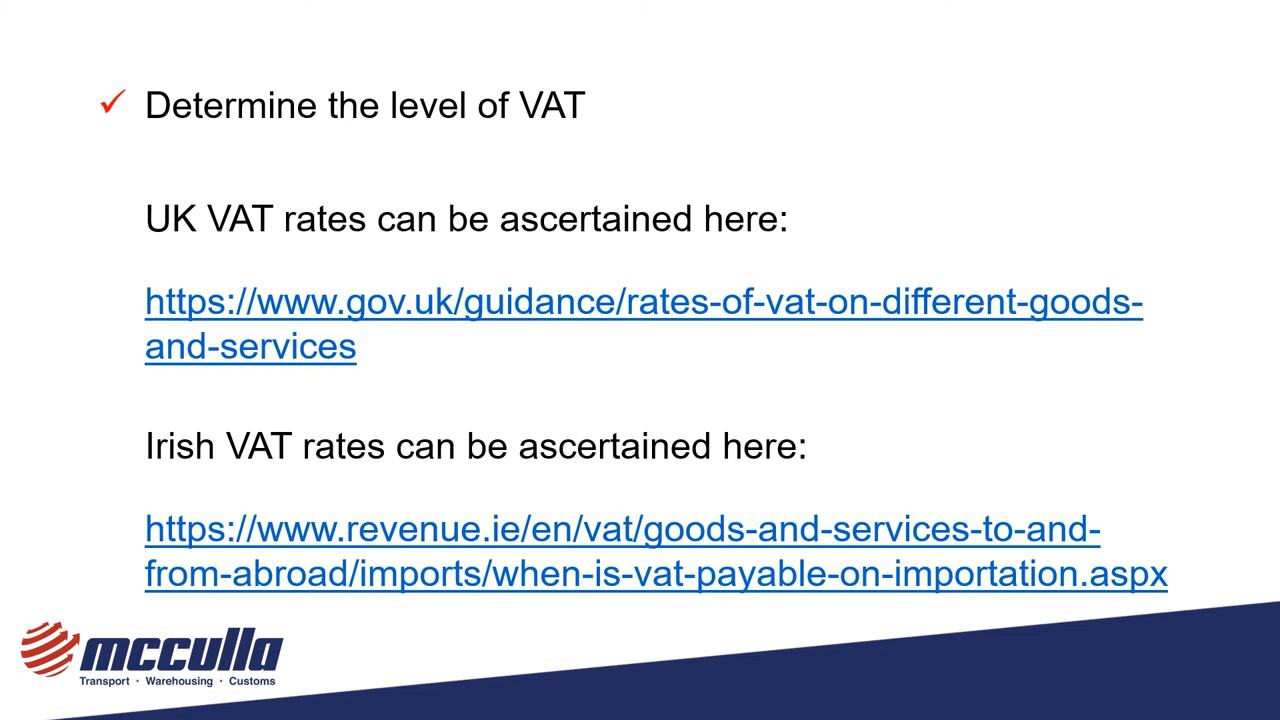 ✓ Determine the level of VAT
UK VAT rates can be ascertained here:
https://www.gov.uk/guidance/rates-of-vat-on-different-goods-
and-services
Irish VAT rates can be ascertained here:
https://www.revenue.ie/en/vat/goods-and-services-to-and-
from-abroad/imports/when-is-vat-payable-on-importation.aspx
mcculla
Transport · Warehousing · Customs